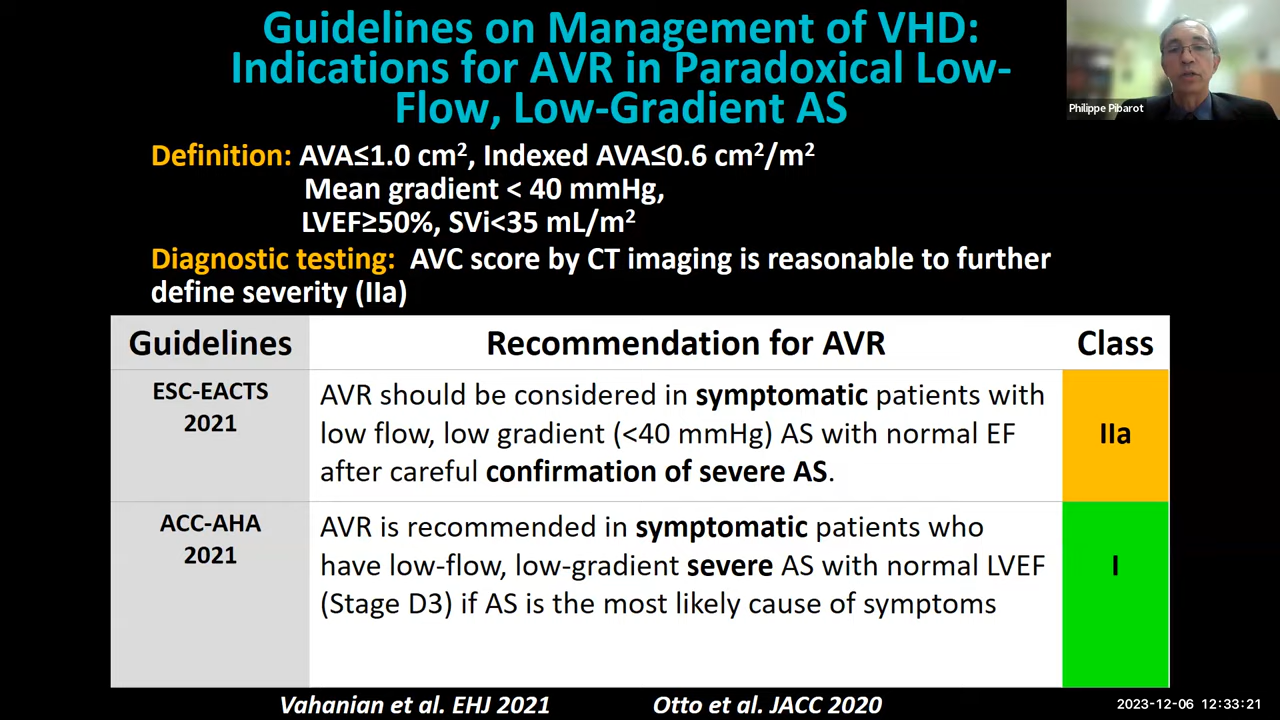 Guidelines on Management of VHD:
Indications for AVR in Paradoxical Low-
Flow, Low-Gradient AS
Philippe Pibarot
Definition: AVA≤1.0 cm², Indexed AVA≤0.6 cm²/m²
Mean gradient < 40 mmHg,
LVEF≥50%, SVi<35 mL/m²
Diagnostic testing: AVC score by CT imaging is reasonable to further
define severity (IIa)
Guidelines Recommendation for AVR Class
ESC-EACTS
2021
AVR should be considered in symptomatic patients with
low flow, low gradient (<40 mmHg) AS with normal EF
after careful confirmation of severe AS.
IIa
ACC-AHA
2021
AVR is recommended in symptomatic patients who
have low-flow, low-gradient severe AS with normal LVEF
(Stage D3) if AS is the most likely cause of symptoms
I
Vahanian et al. EHJ 2021 Otto et al. JACC 2020
2023-12-06 12:33:21